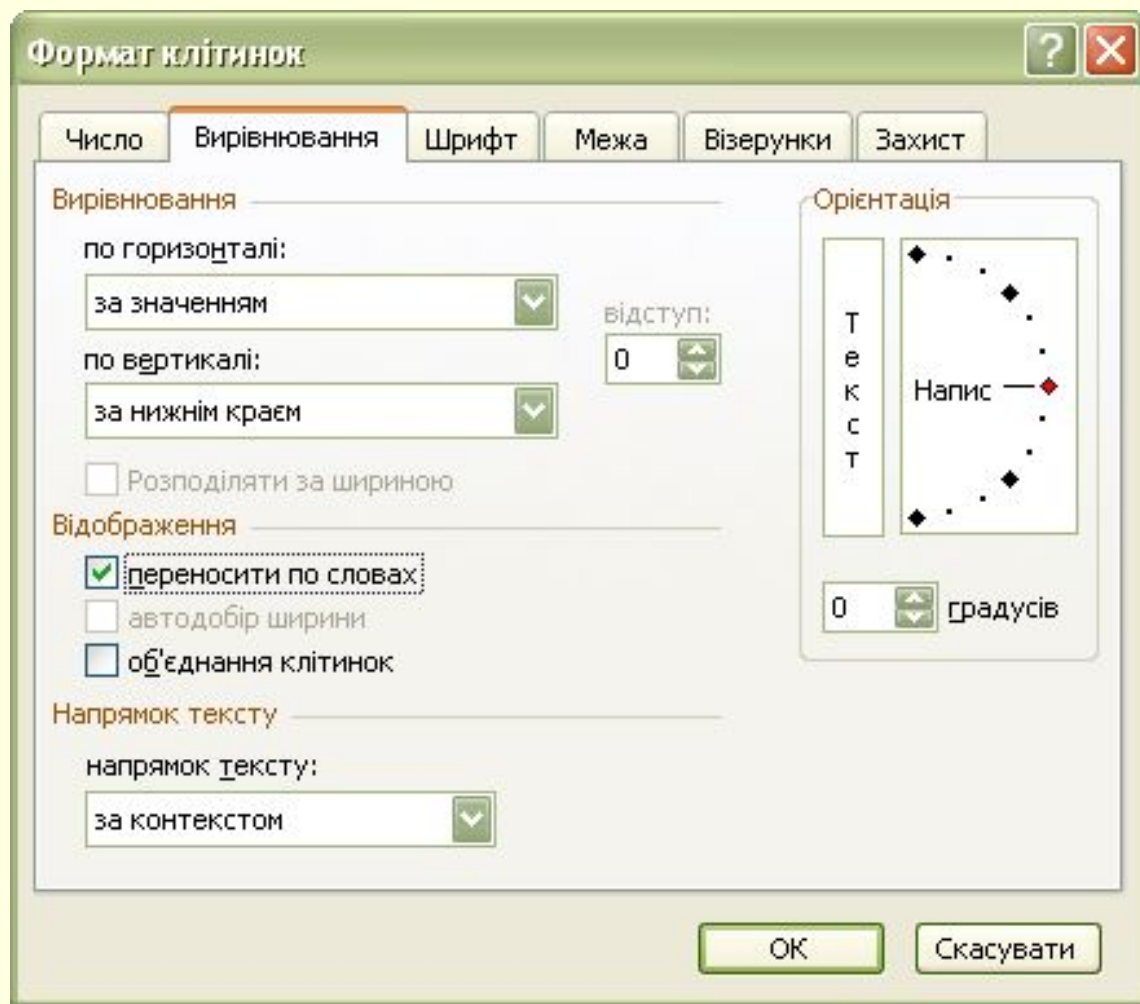 Формат клітинок
Число Вирівнювання Шрифт Межа Візерунки Захист
Вирівнювання
по горизонталі:
за значенням
відступ:
0
по вертикалі:
за нижнім краєм
Розподіляти за шириною
Відображення
переносити по словах
автодобір ширини
об'єднання клітинок
Напрямок тексту
напрямок тексту:
за контекстом
Орієнтація
Текст
Напис
0 градусів
ОК Скасувати